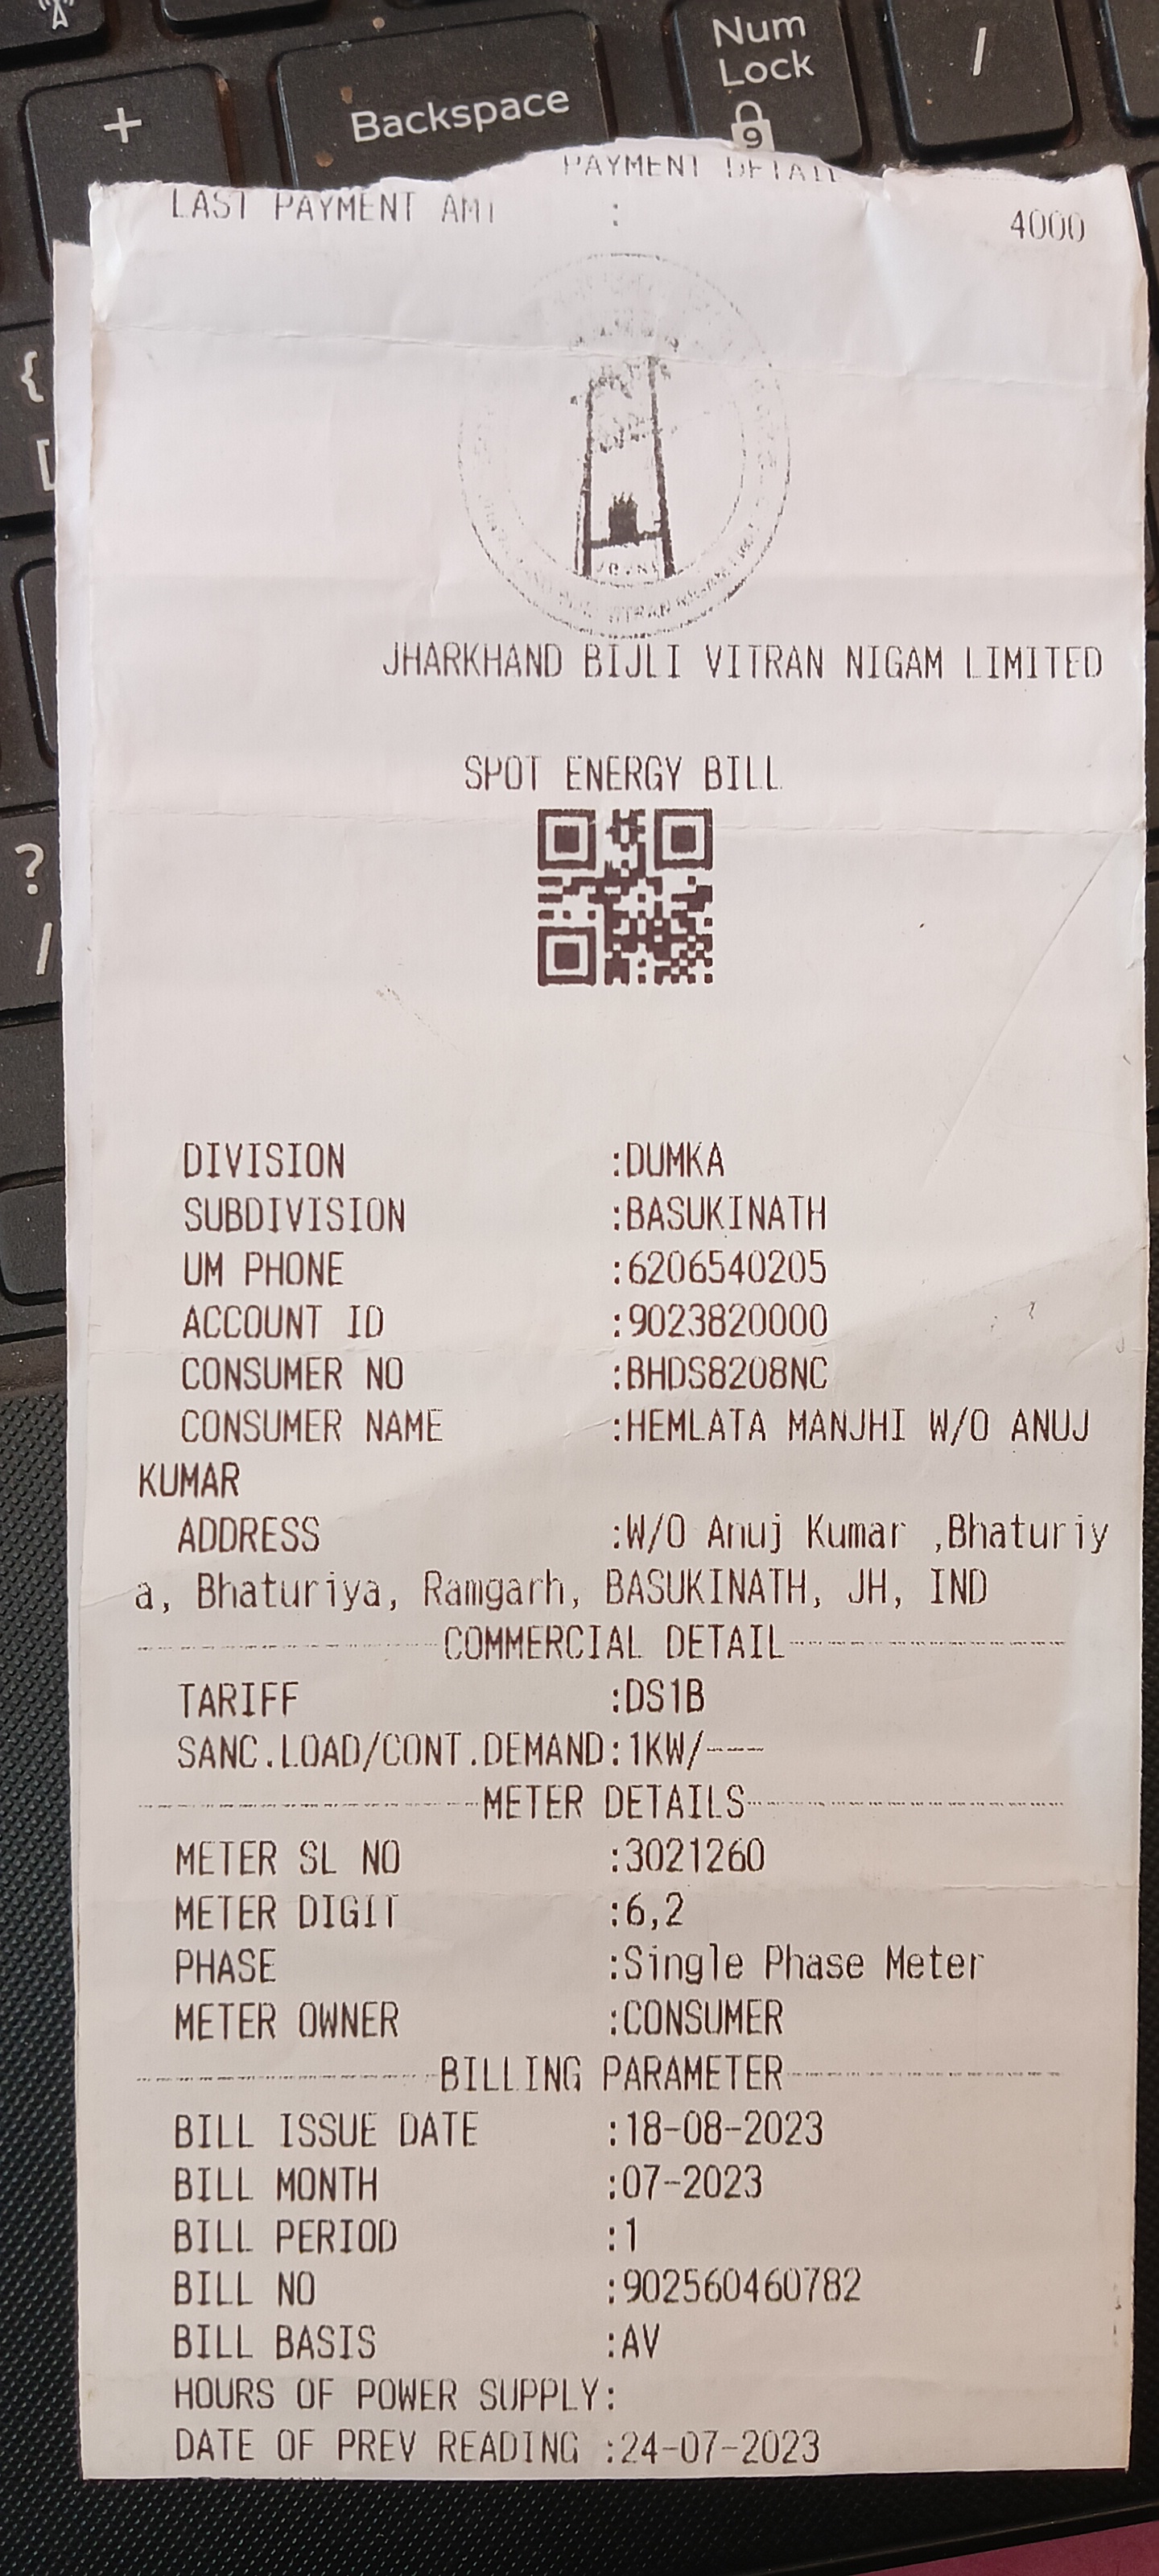 +
Backspace
Num
Lock
9
/
{
[
?
/
PAYMENT DETAIL
LAST PAYMENT AMT : 4000
JHARKHAND BIJLI VITRAN NIGAM LIMITED
SPOT ENERGY BILL
DIVISION :DUMKA
SUBDIVISION :BASUKINATH
UM PHONE :6206540205
ACCOUNT ID :9023820000
CONSUMER NO :BHDS8208NC
CONSUMER NAME :HEMLATA MANJHI W/O ANUJ
KUMAR
ADDRESS :W/O Anuj Kumar ,Bhaturiy
a, Bhaturiya, Ramgarh, BASUKINATH, JH, IND
COMMERCIAL DETAIL
TARIFF :DS1B
SANC.LOAD/CONT.DEMAND:1KW/---
METER DETAILS
METER SL NO :3021260
METER DIGIT :6,2
PHASE :Single Phase Meter
METER OWNER :CONSUMER
BILLING PARAMETER
BILL ISSUE DATE :18-08-2023
BILL MONTH :07-2023
BILL PERIOD :1
BILL NO :902560460782
BILL BASIS :AV
HOURS OF POWER SUPPLY:
DATE OF PREV READING :24-07-2023